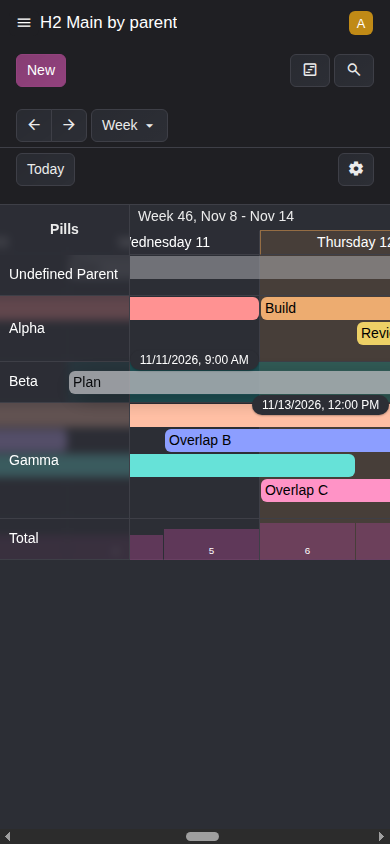 H2 Main by parent
A
New
Week
Today
Week 46, Nov 8 - Nov 14
Pills
Thursday 12
Undefined Parent
Build
Alpha
11/11/2026, 9:00 AM
Beta
Plan
11/13/2026, 12:00 PM
Overlap B
Gamma
Overlap C
Total
5
6